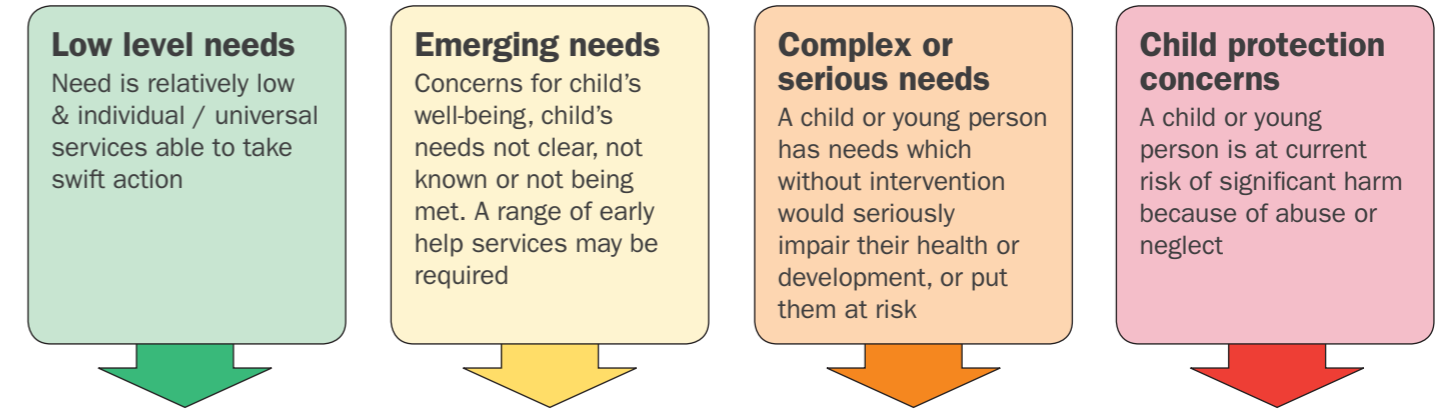 Low level needs
Need is relatively low
& individual / universal
services able to take
swift action
Emerging needs
Concerns for child’s
well-being, child’s
needs not clear, not
known or not being
met. A range of early
help services may be
required
Complex or
serious needs
A child or young person
has needs which
without intervention
would seriously
impair their health or
development, or put
them at risk
Child protection
concerns
A child or young
person is at current
risk of significant harm
because of abuse or
neglect